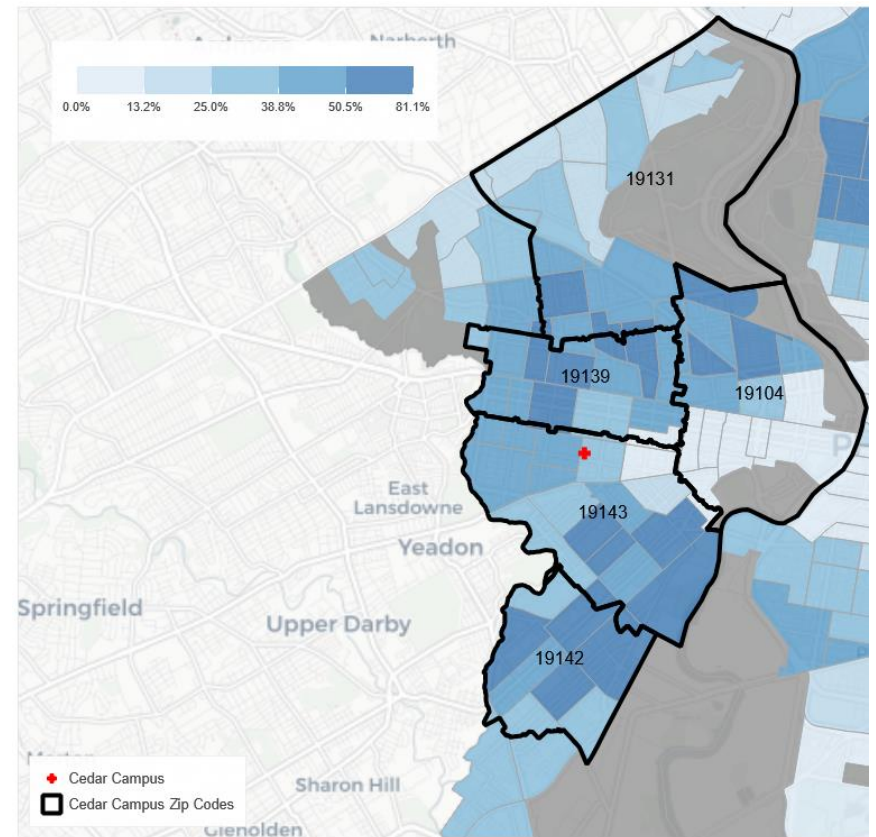 Narberth
0.0% 13.2% 25.0% 38.8% 50.5% 81.1%
19131
19139
19104
East
Lansdowne
19143
Yeadon
Springfield
Upper Darby
19142
Cedar Campus
Sharon Hill
Cedar Campus Zip Codes
Glenolden